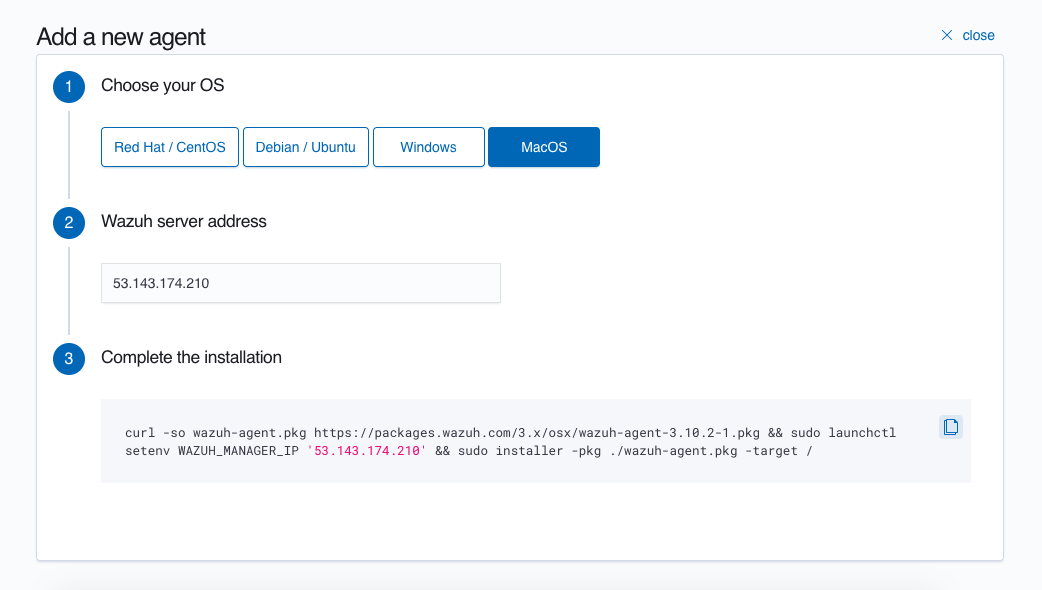 Add a new agent
close
1
Choose your OS
Red Hat / CentOS
Debian / Ubuntu
Windows
MacOS
2
Wazuh server address
53.143.174.210
3
Complete the installation
curl -so wazuh-agent.pkg https://packages.wazuh.com/3.x/osx/wazuh-agent-3.10.2-1.pkg && sudo launchctl
setenv WAZUH_MANAGER_IP '53.143.174.210' && sudo installer -pkg ./wazuh-agent.pkg -target /